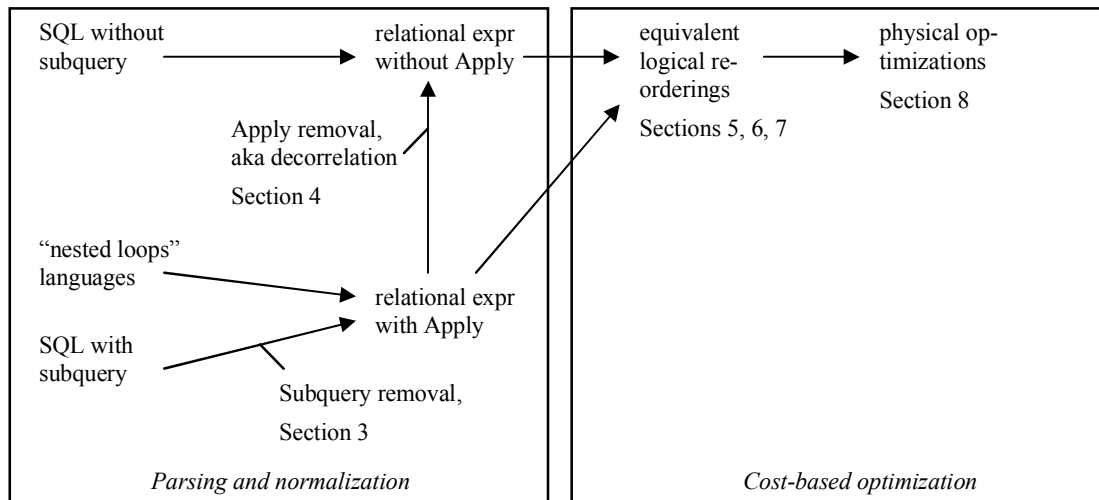 SQL without
subquery
relational expr
without Apply
equivalent
logical re-
orderings
Sections 5, 6, 7
physical op-
timizations
Section 8
Apply removal,
aka decorrelation
Section 4
“nested loops”
languages
relational expr
with Apply
SQL with
subquery
Subquery removal,
Section 3
Parsing and normalization
Cost-based optimization